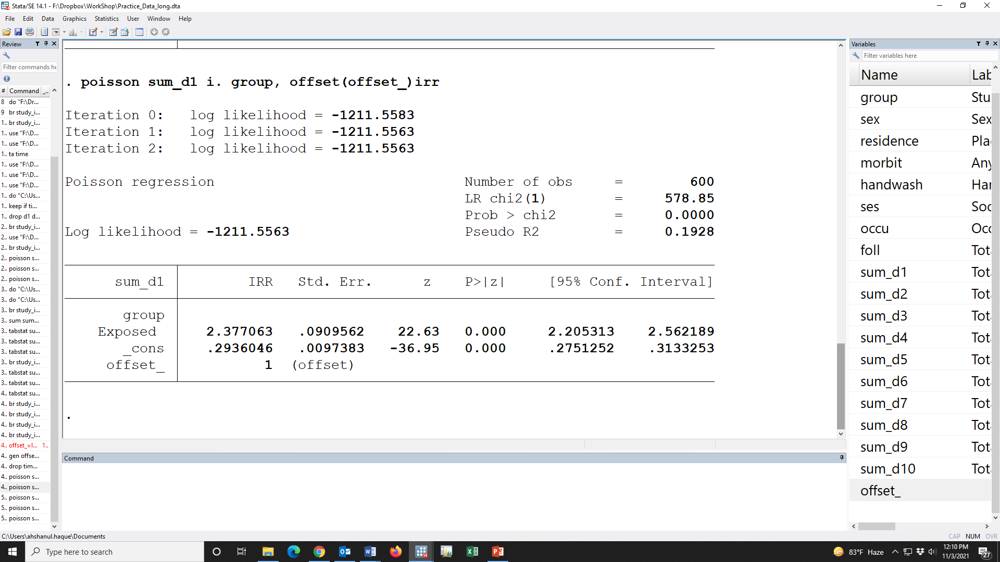 Stata/SE 14.1 - F:\Dropbox\WorkShop\Practice_Data_long.dta
File Edit Data Graphics Statistics User Window Help
Review
Filter commands he
# Command _..
8 do "F:\Dr...
9 br study_i...
1.. br study_i...
1.. use "F:\D...
1.. use "F:\D...
1.. ta time
1.. use "F:\D...
1.. use "F:\D...
1.. use "F:\D...
1.. do "C:\Us...
1.. keep if ti...
1.. drop d1 d...
2.. br study_i...
2.. use "F:\D...
2.. br study_i...
2.. poisson s...
2.. poisson s...
2.. poisson s...
3.. do "C:\Us...
3.. do "C:\Us...
3.. br study_i...
3.. sum sum...
3.. tabstat su...
3.. tabstat su...
3.. tabstat su...
3.. br study_i...
3.. tabstat su...
3.. tabstat su...
4.. tabstat su...
4.. br study_i...
4.. br study_i...
4.. br study_i...
4.. br study_i...
4.. offset_=l... 1..
4.. gen offse...
4.. drop tim...
4.. poisson s...
4.. poisson s...
5.. poisson s...
5.. poisson s...
5.. poisson s...
. poisson sum_d1 i. group, offset(offset_)irr
Iteration 0: log likelihood = -1211.5583
Iteration 1: log likelihood = -1211.5563
Iteration 2: log likelihood = -1211.5563
Poisson regression Number of obs = 600
LR chi2(1) = 578.85
Prob > chi2 = 0.0000
Log likelihood = -1211.5563 Pseudo R2 = 0.1928
sum_d1 IRR Std. Err. z P>|z| [95% Conf. Interval]
group
Exposed 2.377063 .0909562 22.63 0.000 2.205313 2.562189
_cons .2936046 .0097383 -36.95 0.000 .2751252 .3133253
offset_ 1 (offset)
.
Command
Variables
Filter variables here
Name Lab
group Stu
sex Sex
residence Pla
morbit Any
handwash Har
ses Soc
occu Occ
foll Tot
sum_d1 Tot
sum_d2 Tot
sum_d3 Tot
sum_d4 Tot
sum_d5 Tot
sum_d6 Tot
sum_d7 Tot
sum_d8 Tot
sum_d9 Tot
sum_d10 Tot
offset_
C:\Users\ahshanul.haque\Documents
CAP NUM OVR
Type here to search
14
83°F Haze
12:10 PM
11/3/2021
27